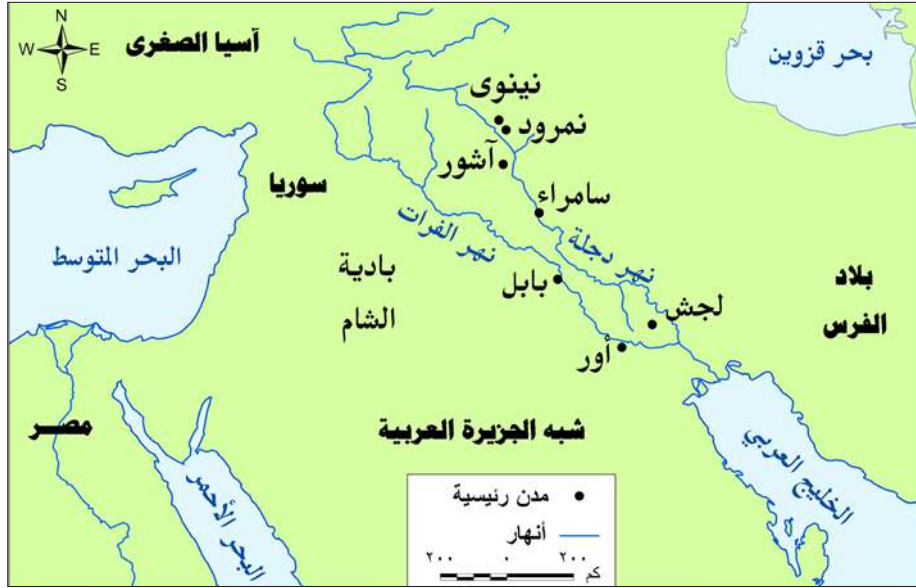 N
W E
S
آسيا الصغرى
بحر قزوين
نينوى
نمرود
آشور
سوريا
سامراء
نهر الفرات
نهر دجلة
البحر المتوسط
بادية
الشام
بابل
بلاد
الفرس
لجش
أور
مصـــر
شبه الجزيرة العربية
الخليج العربي
البحر الأحمر
مدن رئيسية
أنهار
٢٠٠ ٠ ٢٠٠
كم